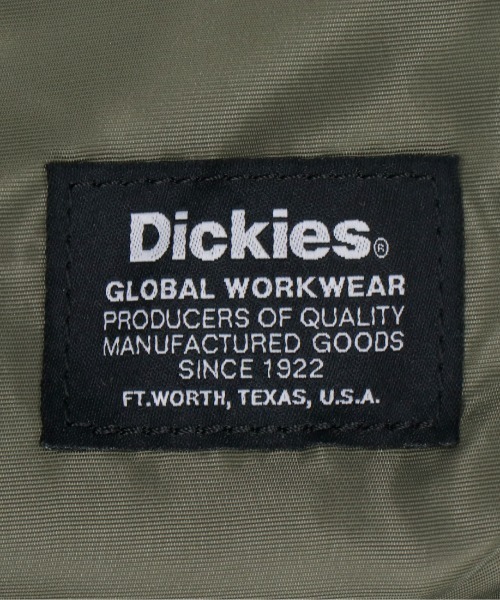 Dickies®
GLOBAL WORKWEAR
PRODUCERS OF QUALITY
MANUFACTURED GOODS
SINCE 1922
FT.WORTH, TEXAS, U.S.A.